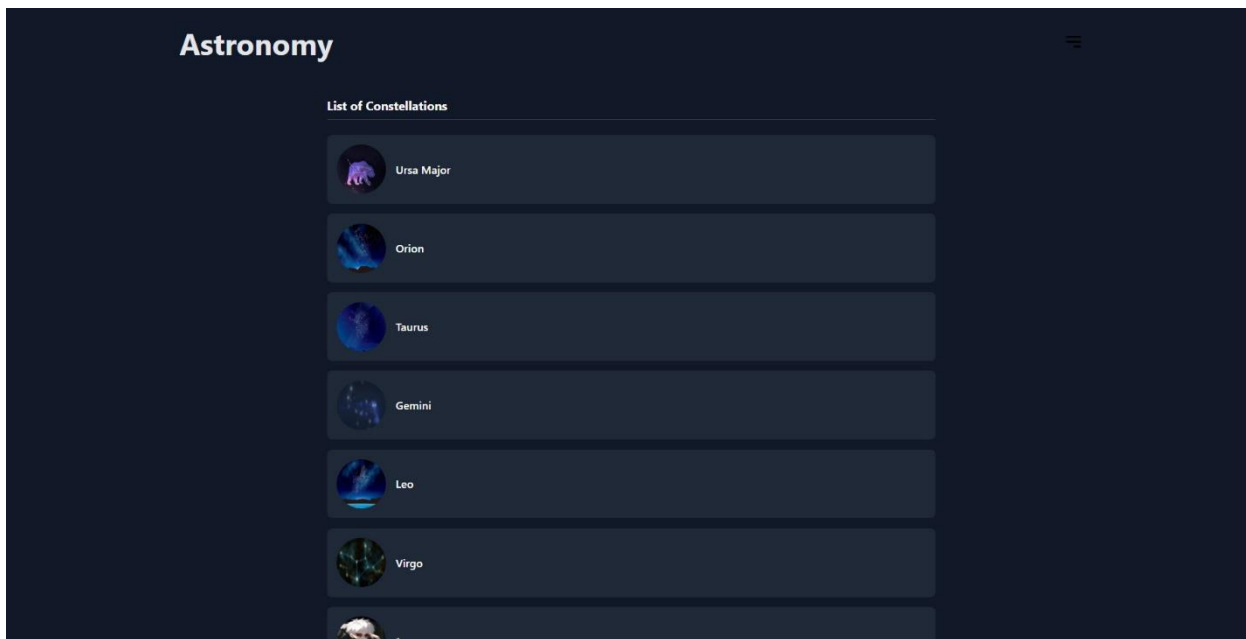 Astronomy
List of Constellations
Ursa Major
Orion
Taurus
Gemini
Leo
Virgo